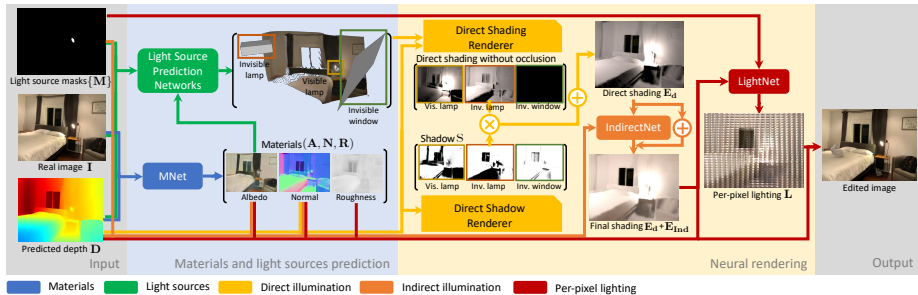 Light source masks{M}
Real image I
Predicted depth D
Input
Light Source
Prediction
Networks
MNet
Invisible
lamp
Visible
lamp
Invisible
window
Materials(A, N, R)
Albedo
Normal
Roughness
Materials and light sources prediction
Direct Shading
Renderer
Direct shading without occlusion
Vis. lamp
Inv. lamp
Inv. window
Shadow S
Vis. lamp
Inv. lamp
Inv. window
Direct Shadow
Renderer
Direct shading E_d
IndirectNet
Final shading E_d+E_Ind
LightNet
Per-pixel lighting L
Neural rendering
Edited image
Output
Materials
Light sources
Direct illumination
Indirect illumination
Per-pixel lighting